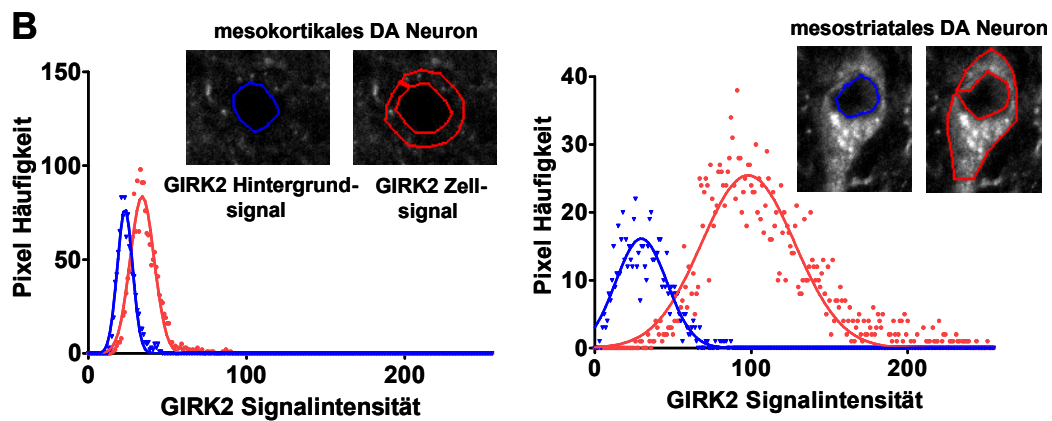 B
mesokortikales DA Neuron
150
100
50
0
Pixel Häufigkeit
GIRK2 Hintergrund-
signal
GIRK2 Zell-
signal
0 100 200
GIRK2 Signalintensität
mesostriatales DA Neuron
40
30
20
10
0
Pixel Häufigkeit
0 100 200
GIRK2 Signalintensität